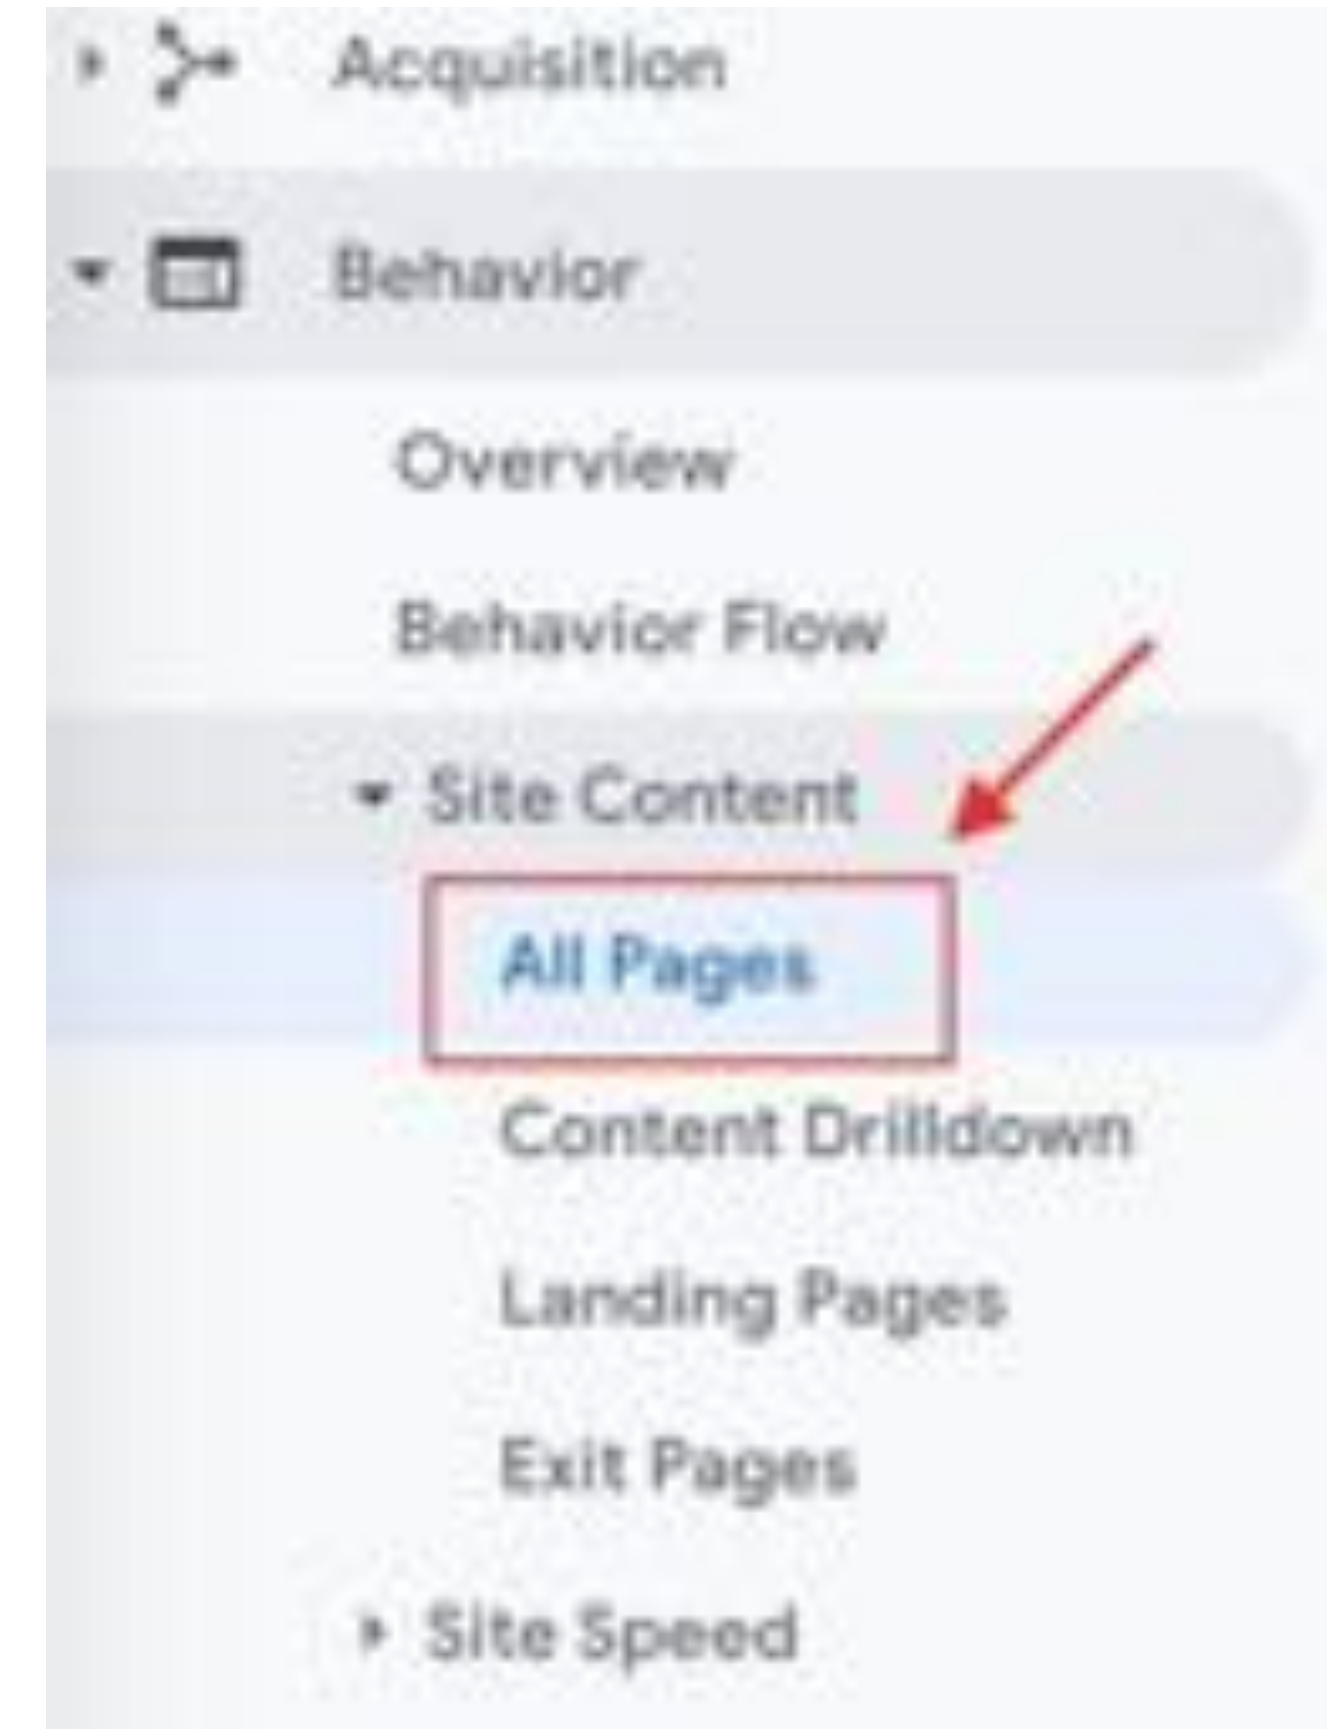 Acquisition
Behavior
Overview
Behavior Flow
Site Content
All Pages
Content Drilldown
Landing Pages
Exit Pages
Site Speed